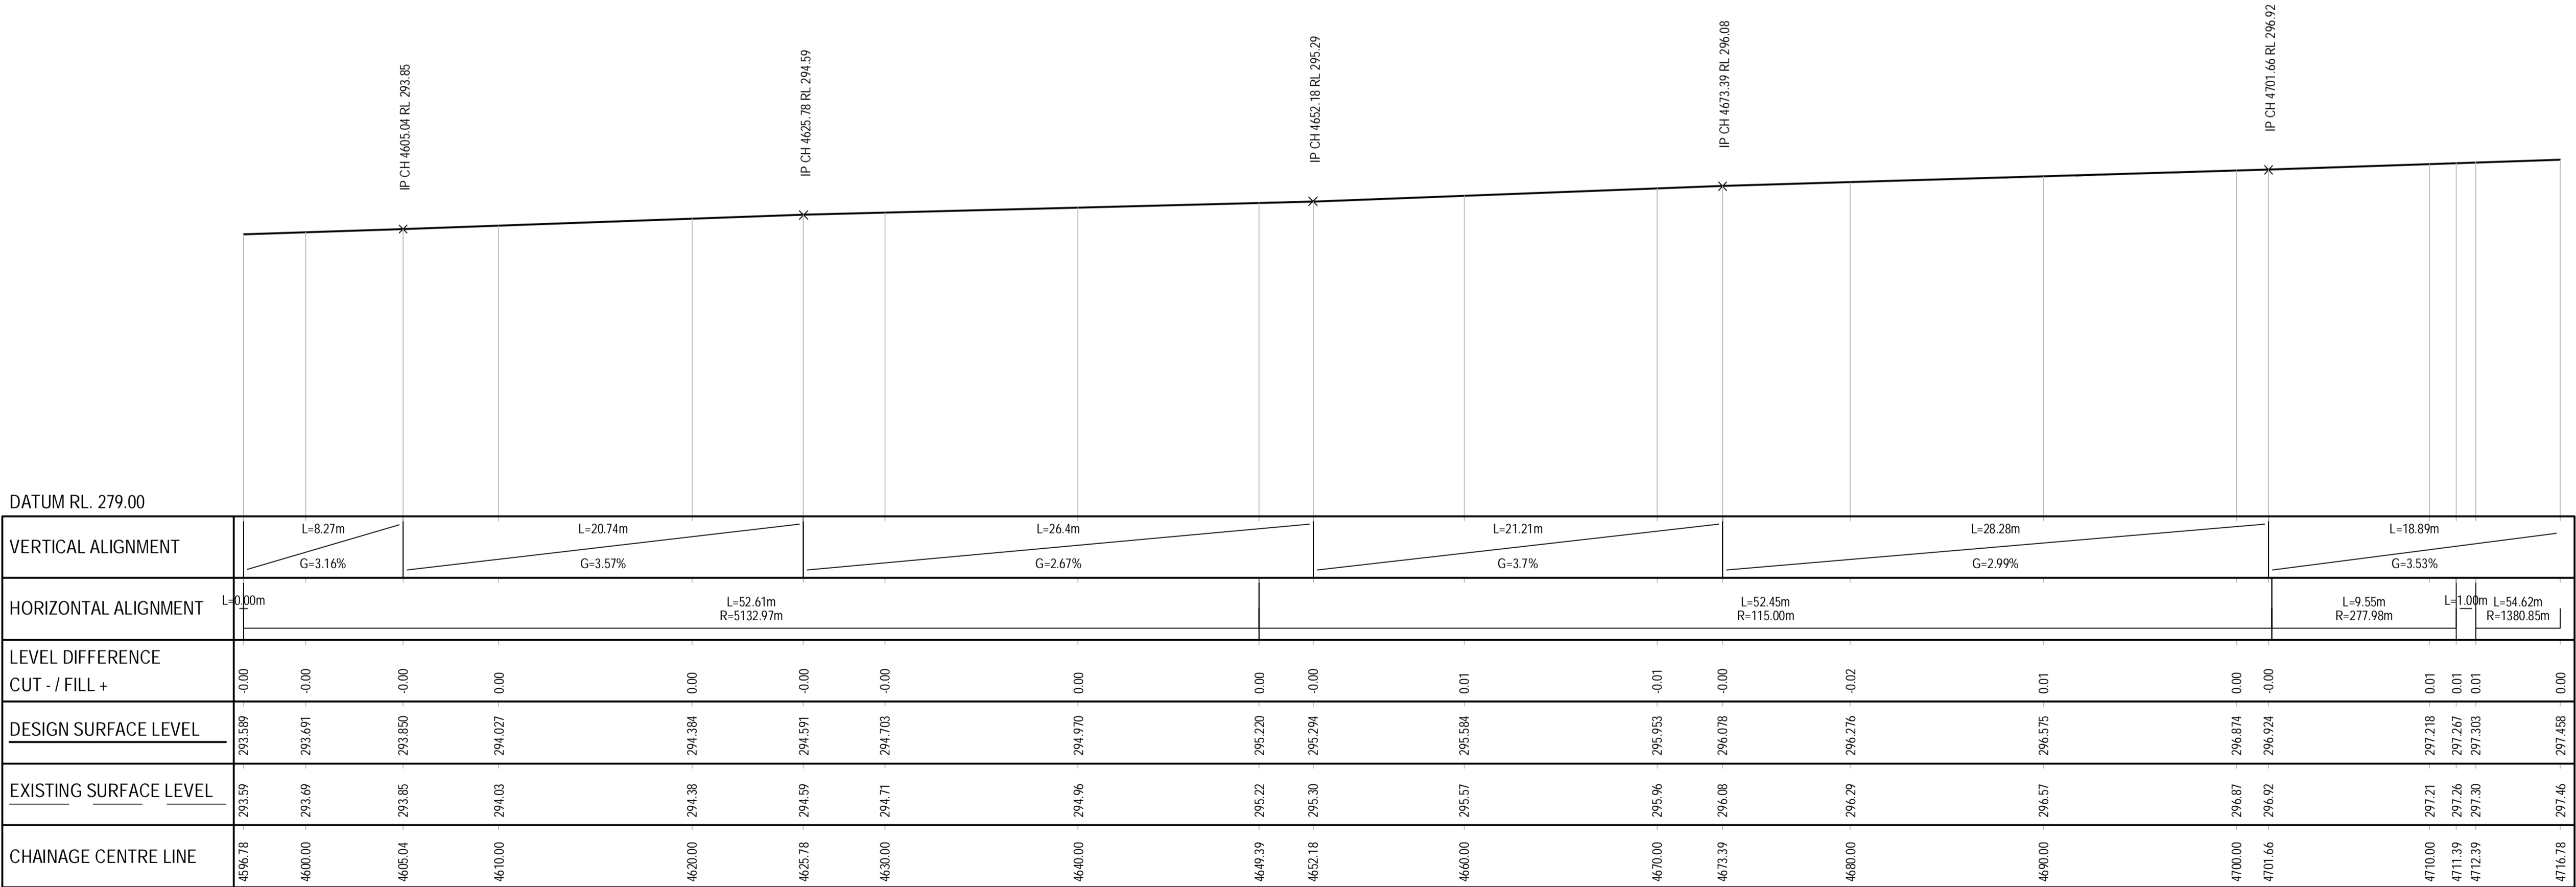 IP CH 4605.04 RL 293.85
IP CH 4625.78 RL 294.59
IP CH 4652.18 RL 295.29
IP CH 4673.39 RL 296.08
IP CH 4701.66 RL 296.92
DATUM RL. 279.00
VERTICAL ALIGNMENT
L=8.27m
G=3.16%
L=20.74m
G=3.57%
L=26.4m
G=2.67%
L=21.21m
G=3.7%
L=28.28m
G=2.99%
L=18.89m
G=3.53%
HORIZONTAL ALIGNMENT
L=0.00m
L=52.61m
R=5132.97m
L=52.45m
R=115.00m
L=9.55m
R=277.98m
L=1.00m
L=54.62m
R=1380.85m
LEVEL DIFFERENCE
CUT - / FILL +
-0.00
-0.00
-0.00
0.00
0.00
-0.00
-0.00
0.00
0.00
-0.00
0.01
-0.01
-0.00
-0.02
0.01
0.00
-0.00
0.01
0.01
0.01
0.00
DESIGN SURFACE LEVEL
293.589
293.691
293.850
294.027
294.384
294.591
294.703
294.970
295.220
295.294
295.584
295.953
296.078
296.276
296.575
296.874
296.924
297.218
297.267
297.303
297.458
EXISTING SURFACE LEVEL
293.59
293.69
293.85
294.03
294.38
294.59
294.71
294.96
295.22
295.30
295.57
295.96
296.08
296.29
296.57
296.87
296.92
297.21
297.26
297.30
297.46
CHAINAGE CENTRE LINE
4596.78
4600.00
4605.04
4610.00
4620.00
4625.78
4630.00
4640.00
4649.39
4652.18
4660.00
4670.00
4673.39
4680.00
4690.00
4700.00
4701.66
4710.00
4711.39
4712.39
4716.78